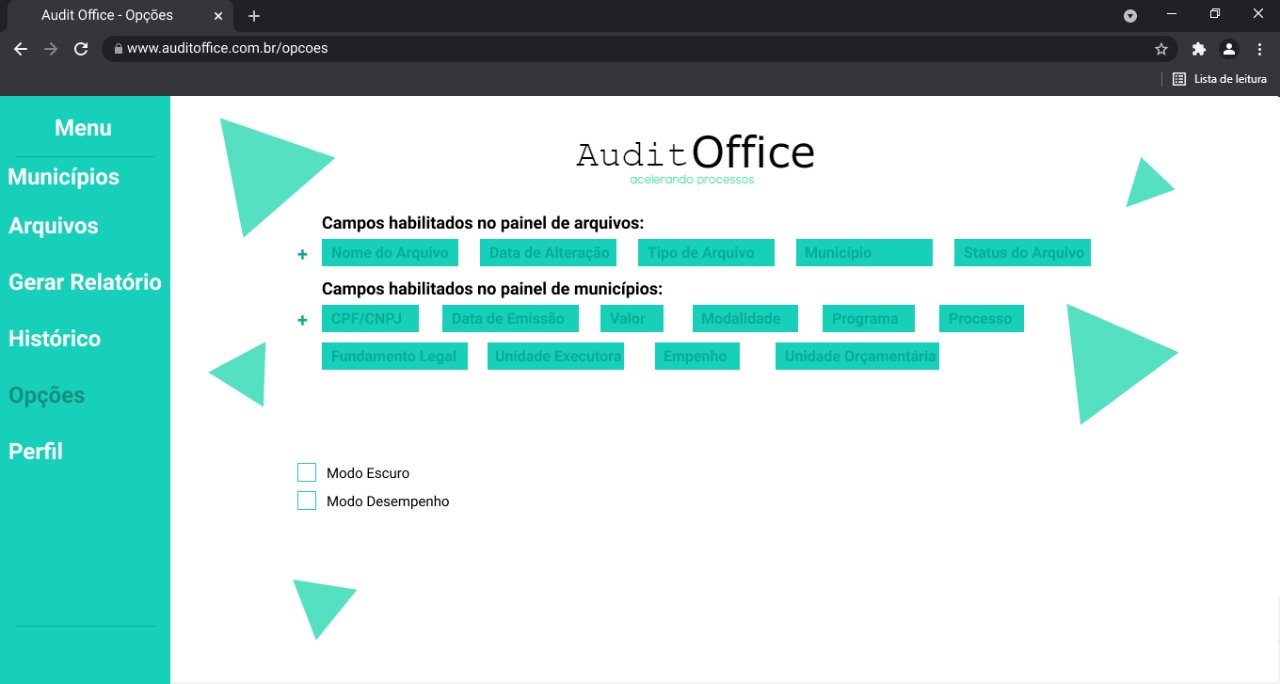 Audit Office - Opções
www.auditoffice.com.br/opcoes
Lista de leitura
Menu
Municípios
Arquivos
Gerar Relatório
Histórico
Opções
Perfil
AuditOffice
acelerando processos
Campos habilitados no painel de arquivos:
+ Nome do Arquivo Data de Alteração Tipo de Arquivo Município Status do Arquivo
Campos habilitados no painel de municípios:
+ CPF/CNPJ Data de Emissão Valor Modalidade Programa Processo
Fundamento Legal Unidade Executora Empenho Unidade Orçamentária
Modo Escuro
Modo Desempenho